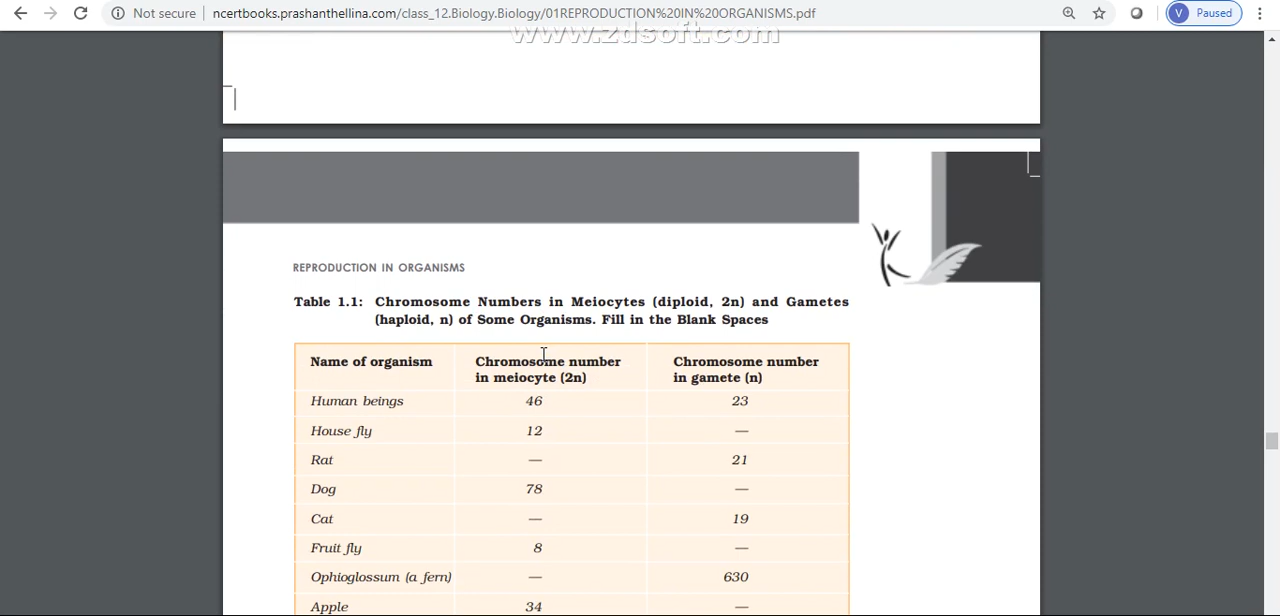 Not secure | ncertbooks.prashanthellina.com/class_12.Biology.Biology/01REPRODUCTION%20IN%20ORGANISMS.pdf
V Paused
www.zdsoft.com
REPRODUCTION IN ORGANISMS
Table 1.1: Chromosome Numbers in Meiocytes (diploid, 2n) and Gametes
(haploid, n) of Some Organisms. Fill in the Blank Spaces
Name of organism Chromosome number in meiocyte (2n) Chromosome number in gamete (n)
Human beings 46 23
House fly 12 —
Rat — 21
Dog 78 —
Cat — 19
Fruit fly 8 —
Ophioglossum (a fern) — 630
Apple 34 —